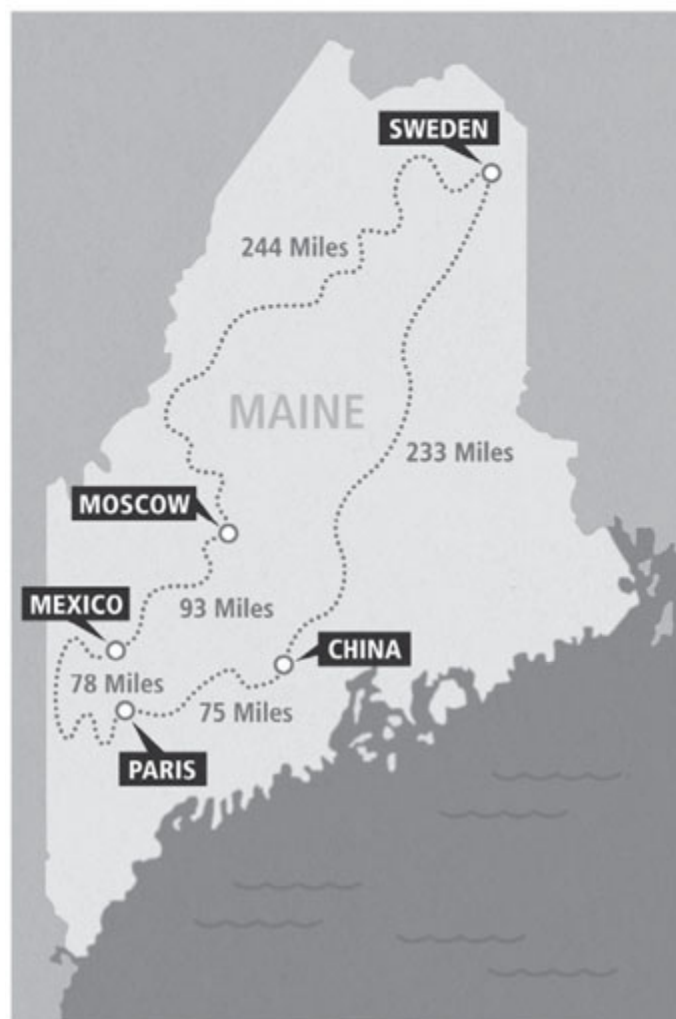 SWEDEN
244 Miles
MAINE
233 Miles
MOSCOW
MEXICO
93 Miles
CHINA
78 Miles
75 Miles
PARIS